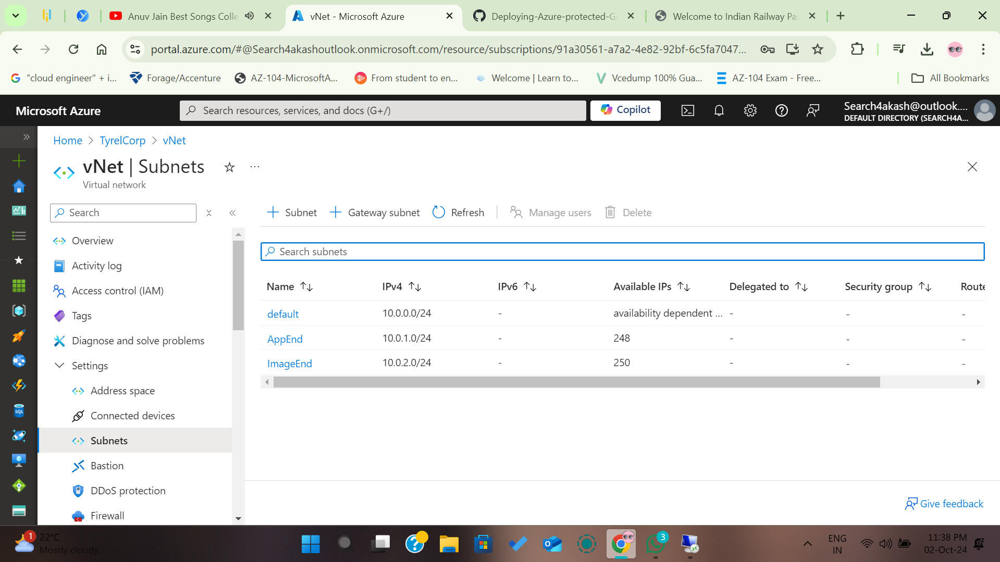 Anuv Jain Best Songs Colle
vNet - Microsoft Azure
Deploying-Azure-protected-G
Welcome to Indian Railway Pa
portal.azure.com/#@Search4akashoutlook.onmicrosoft.com/resource/subscriptions/91a30561-a7a2-4e82-92bf-6c5fa7047...
"cloud engineer" + i...
Forage/Accenture
AZ-104-MicrosoftA...
From student to en...
Welcome | Learn to...
Vcedump 100% Gua...
AZ-104 Exam - Free...
All Bookmarks
Microsoft Azure
Search resources, services, and docs (G+/)
Copilot
Search4akash@outlook....
DEFAULT DIRECTORY (SEARCH4A...
Home > TyrelCorp > vNet
vNet | Subnets
Virtual network
Search
Subnet
Gateway subnet
Refresh
Manage users
Delete
Search subnets
Overview
Activity log
Access control (IAM)
Tags
Diagnose and solve problems
Settings
Address space
Connected devices
Subnets
Bastion
DDoS protection
Firewall
Name IPv4 IPv6 Available IPs Delegated to Security group Route
default 10.0.0.0/24 - availability dependent ... - - -
AppEnd 10.0.1.0/24 - 248 - - -
ImageEnd 10.0.2.0/24 - 250 - - -
Give feedback
SQL
1
22°C
Mostly cloudy
3
ENG
IN
11:38 PM
02-Oct-24